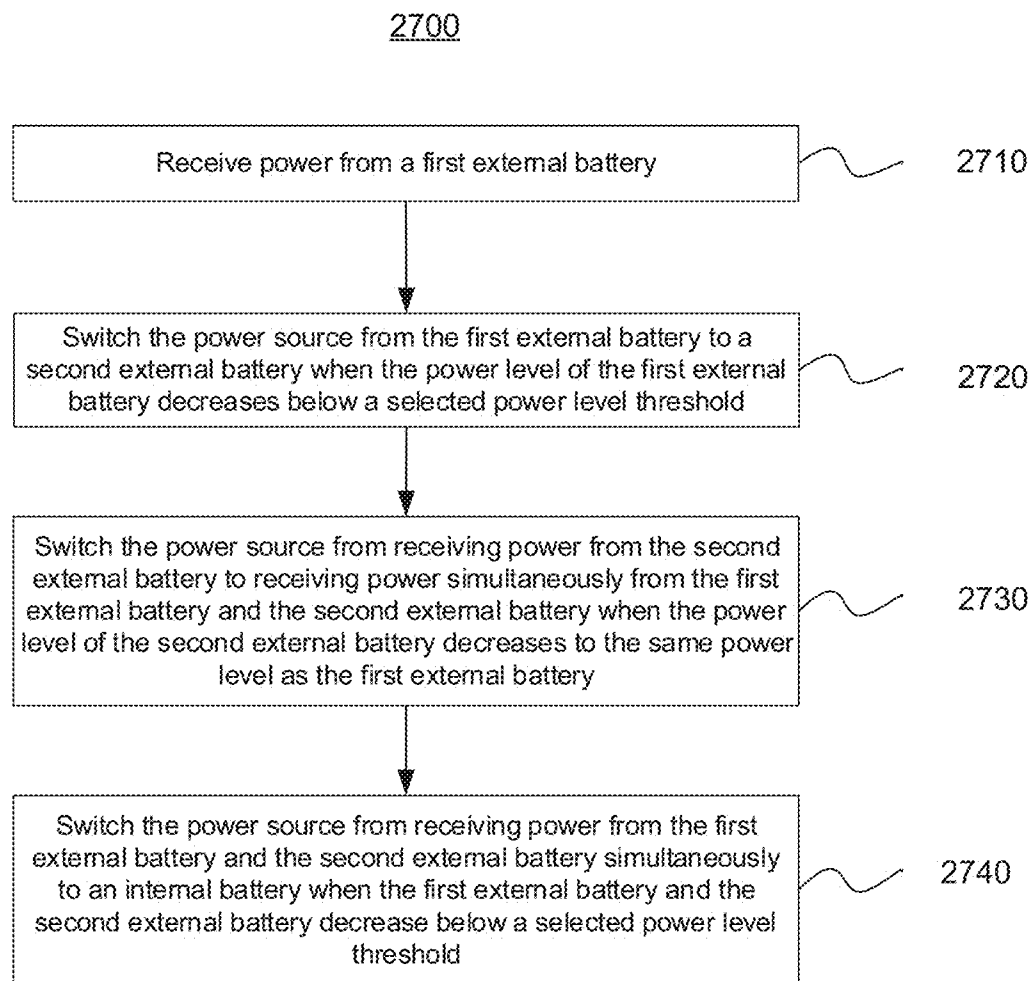 2700
Receive power from a first external battery
2710
Switch the power source from the first external battery to a
second external battery when the power level of the first external
battery decreases below a selected power level threshold
2720
Switch the power source from receiving power from the second
external battery to receiving power simultaneously from the first
external battery and the second external battery when the power
level of the second external battery decreases to the same power
level as the first external battery
2730
Switch the power source from receiving power from the first
external battery and the second external battery simultaneously
to an internal battery when the first external battery and the
second external battery decrease below a selected power level
threshold
2740